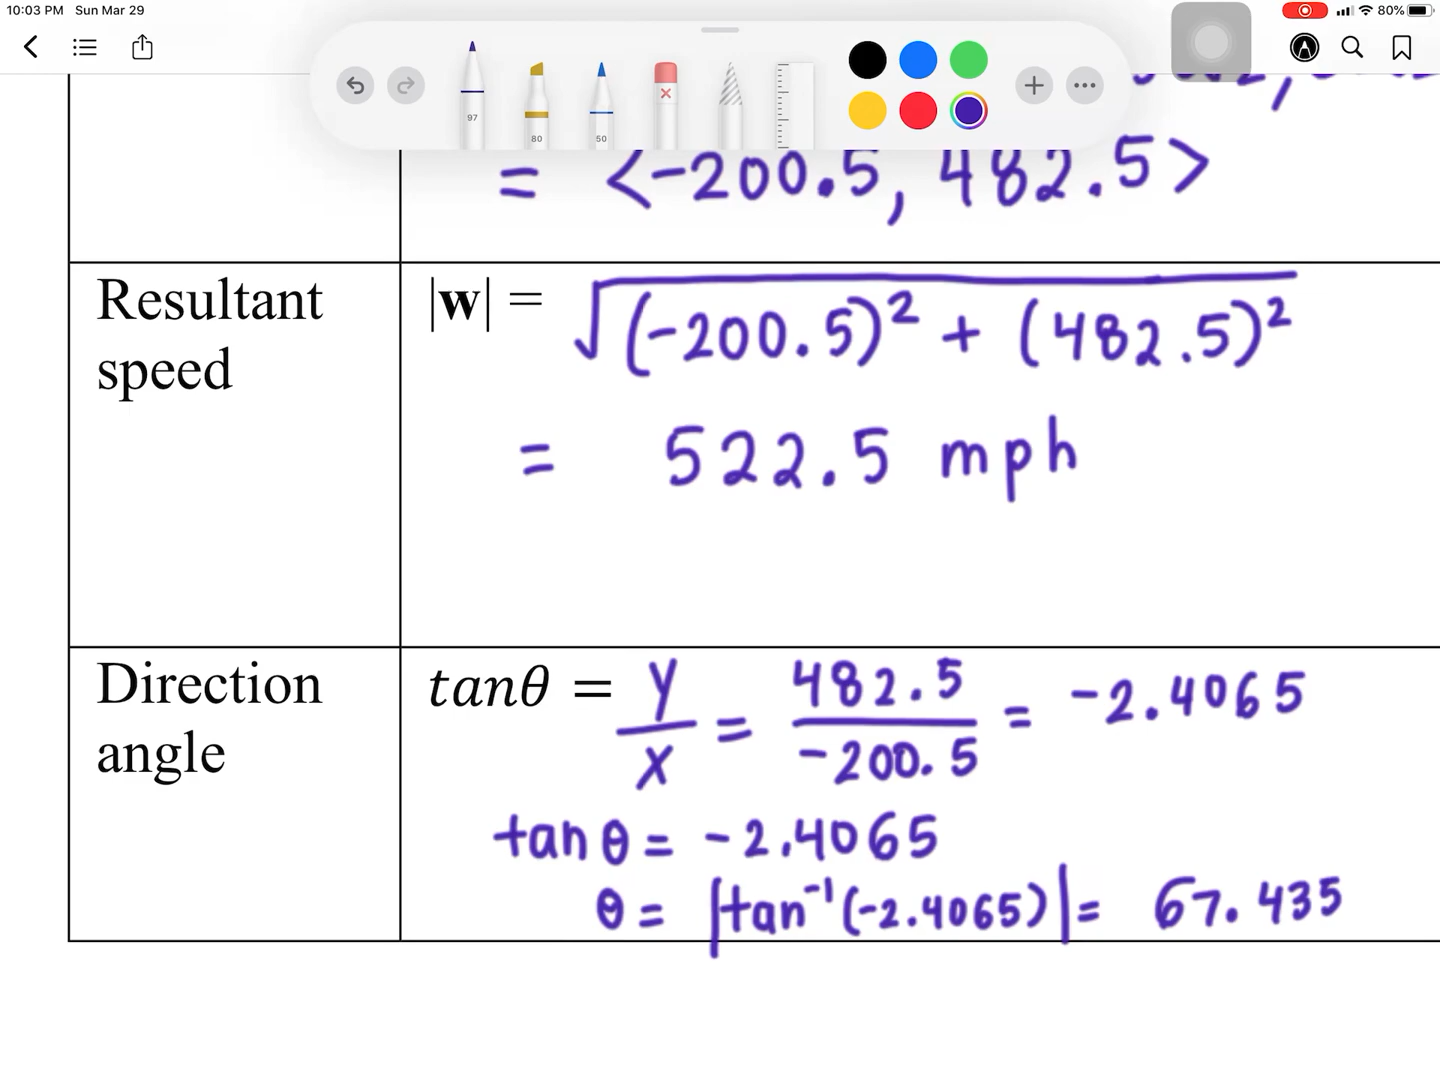 10:03 PM Sun Mar 29
80%
97
80
50
= <-200.5, 482.5>
Resultant speed
|w| = √(-200.5)² + (482.5)²
= 522.5 mph
Direction angle
tanθ = y/x = 482.5/-200.5 = -2.4065
tan θ = -2.4065
θ = |tan⁻¹(-2.4065)| = 67.435